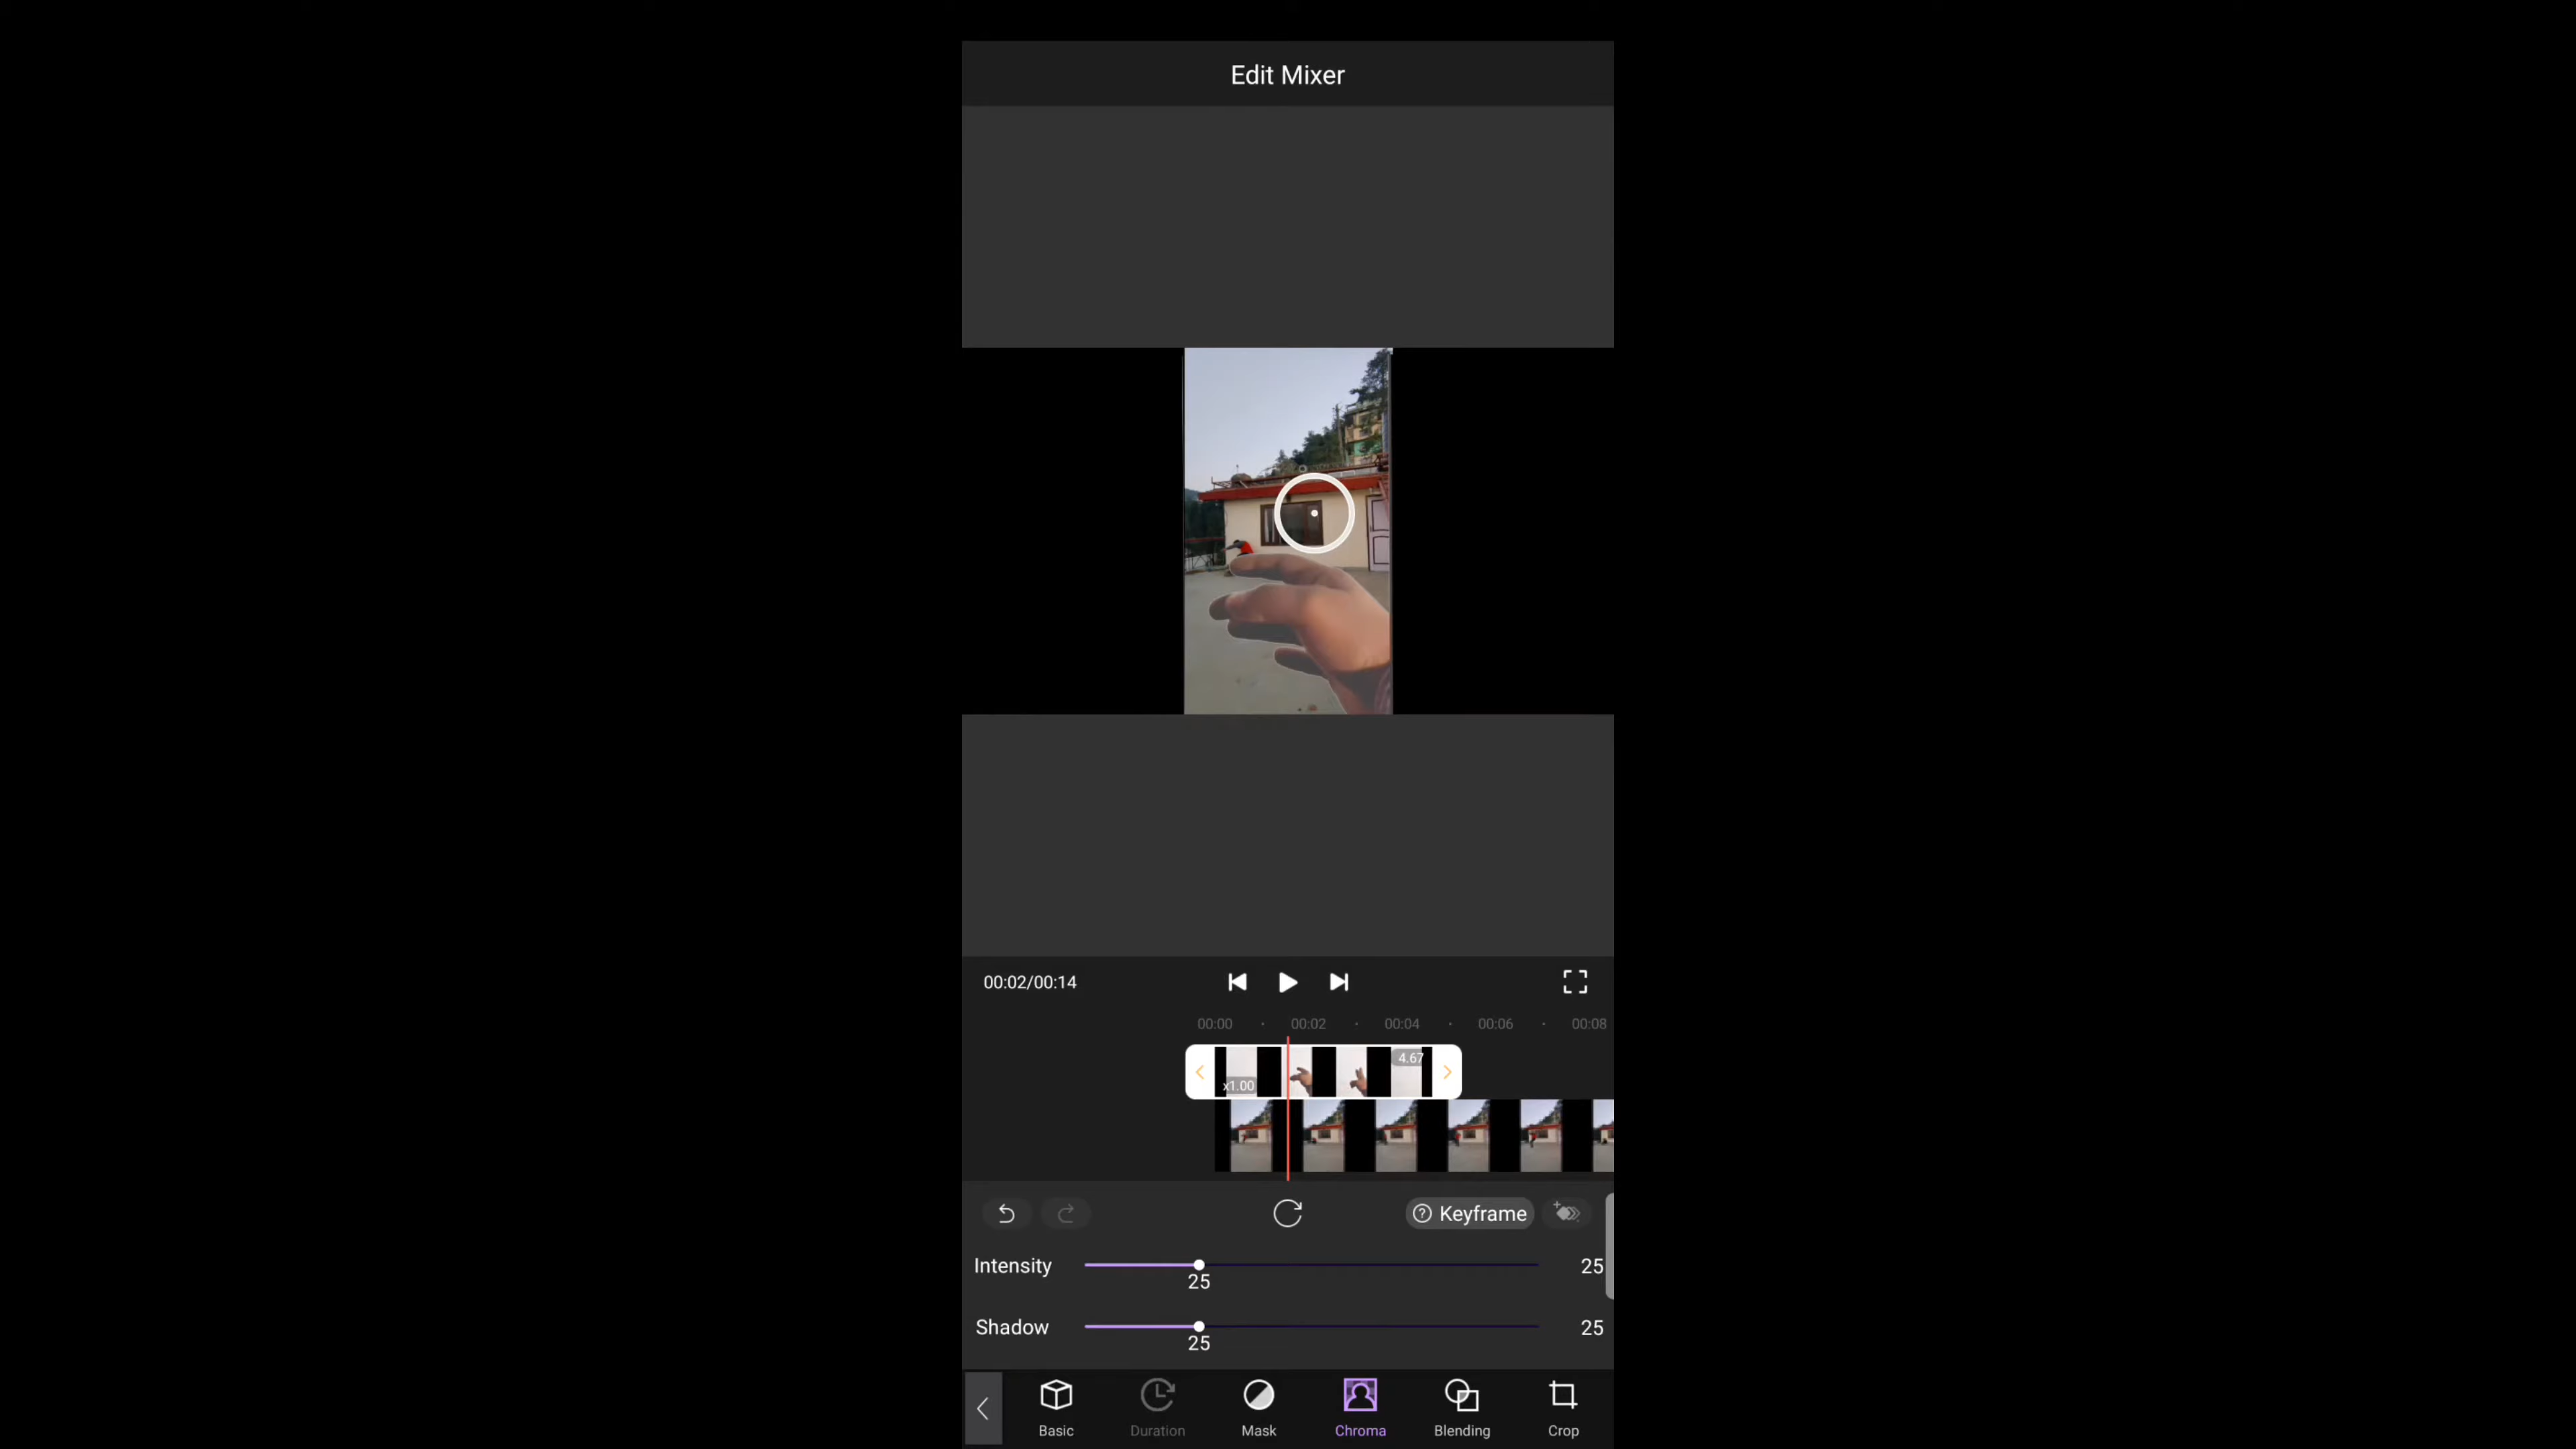 Edit Mixer
00:02/00:14
00:00 00:02 00:04 00:06 00:08
4.67
x1.00
Keyframe
Intensity 25 25
Shadow 25 25
Basic Duration Mask Chroma Blending Crop